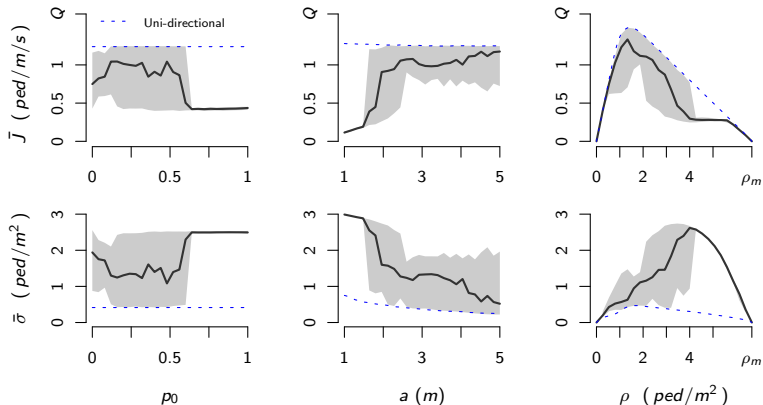 Uni-directional
J̄ ( ped/m/s )
Q
1
0.5
0
0 0.5 1
Q
1
0.5
0
1 3 5
Q
1
0.5
0
0 1 2 4 ρm
σ̄ ( ped/m² )
3
2
1
0
0 0.5 1
p₀
3
2
1
0
1 3 5
a (m)
3
2
1
0
0 2 4 ρm
ρ ( ped/m² )